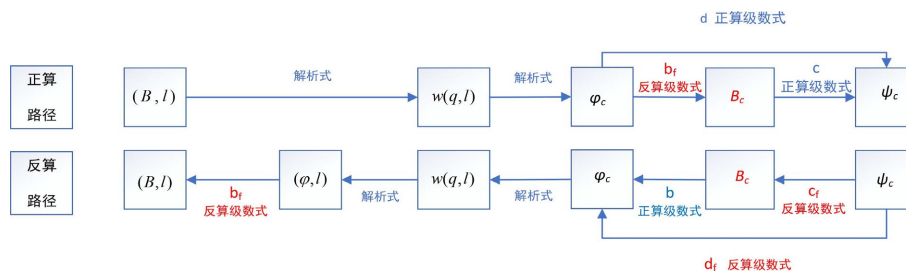 d 正算级数式
正算
路径
(B, l)
解析式
w(q,l)
解析式
φc
bf
反算级数式
Bc
c
正算级数式
ψc
反算
路径
(B,l)
bf
反算级数式
(φ,l)
解析式
w(q,l)
解析式
φc
b
正算级数式
Bc
cf
反算级数式
ψc
df 反算级数式